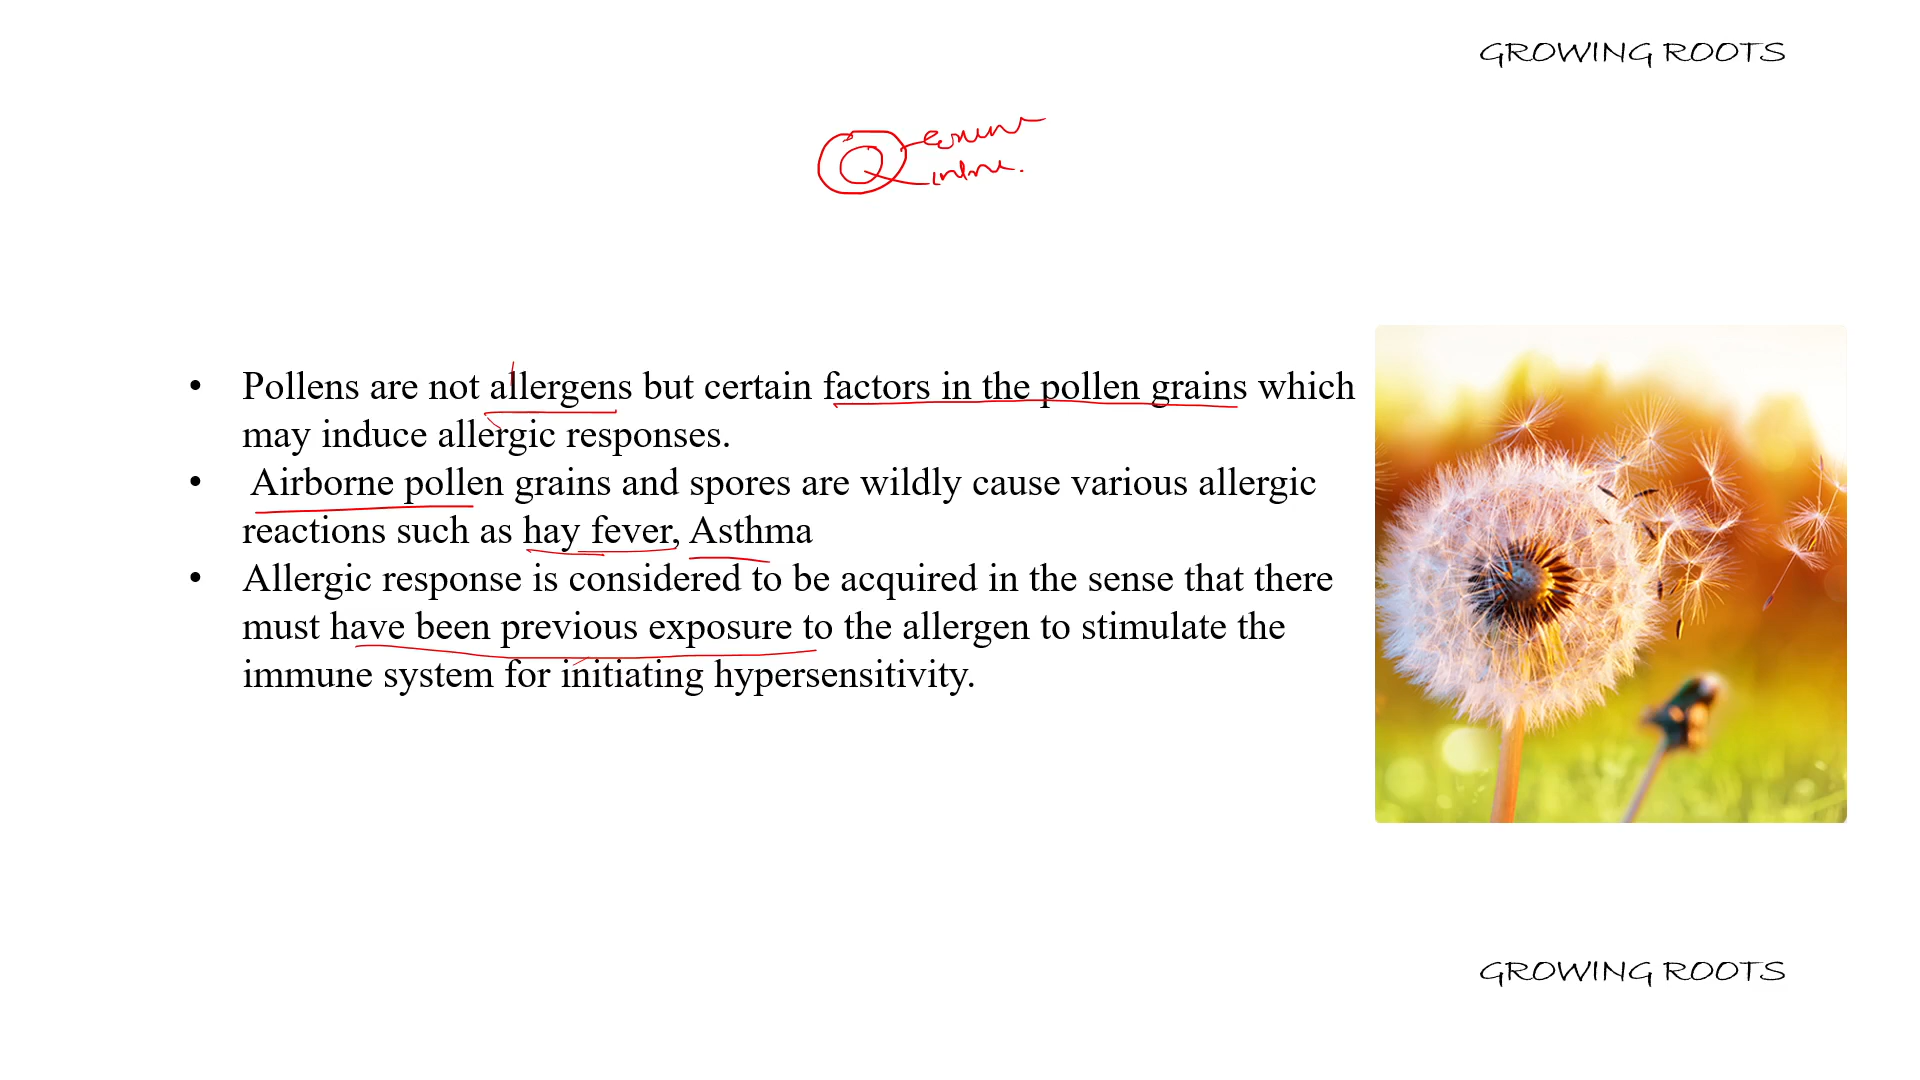 GROWING ROOTS
• Pollens are not allergens but certain factors in the pollen grains which
may induce allergic responses.
• Airborne pollen grains and spores are wildly cause various allergic
reactions such as hay fever, Asthma
• Allergic response is considered to be acquired in the sense that there
must have been previous exposure to the allergen to stimulate the
immune system for initiating hypersensitivity.
GROWING ROOTS